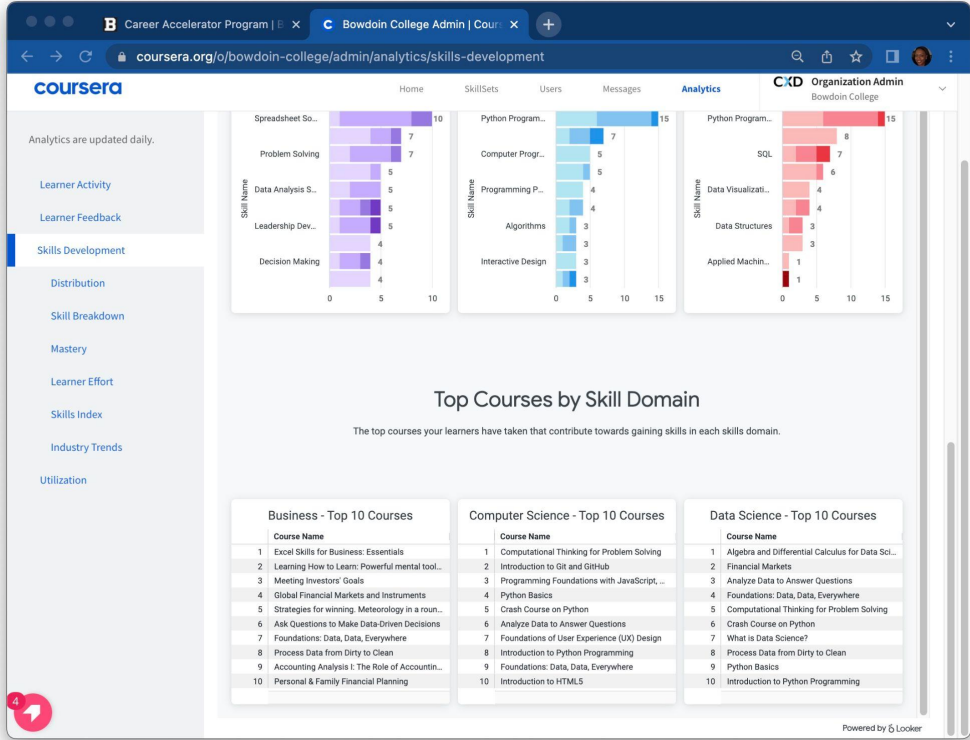 B Career Accelerator Program | B
C Bowdoin College Admin | Cour
coursera.org/o/bowdoin-college/admin/analytics/skills-development
coursera
Home
SkillSets
Users
Messages
Analytics
CXD
Organization Admin
Bowdoin College
Analytics are updated daily.
Learner Activity
Learner Feedback
Skills Development
Distribution
Skill Breakdown
Mastery
Learner Effort
Skills Index
Industry Trends
Utilization
4
Skill Name
Spreadsheet So... 10
7
Problem Solving 7
5
Data Analysis S... 5
5
Leadership Dev... 5
4
Decision Making 4
4
0 5 10
Skill Name
Python Program... 15
7
Computer Progr... 5
5
Programming P... 4
4
Algorithms 3
3
Interactive Design 3
3
0 5 10 15
Skill Name
Python Program... 15
8
SQL 7
6
Data Visualizati... 4
4
Data Structures 3
3
Applied Machin... 1
1
0 5 10 15
Top Courses by Skill Domain
The top courses your learners have taken that contribute towards gaining skills in each skills domain.
Business - Top 10 Courses
Course Name
1 Excel Skills for Business: Essentials
2 Learning How to Learn: Powerful mental tool...
3 Meeting Investors' Goals
4 Global Financial Markets and Instruments
5 Strategies for winning. Meteorology in a roun...
6 Ask Questions to Make Data-Driven Decisions
7 Foundations: Data, Data, Everywhere
8 Process Data from Dirty to Clean
9 Accounting Analysis I: The Role of Accountin...
10 Personal & Family Financial Planning
Computer Science - Top 10 Courses
Course Name
1 Computational Thinking for Problem Solving
2 Introduction to Git and GitHub
3 Programming Foundations with JavaScript, ...
4 Python Basics
5 Crash Course on Python
6 Analyze Data to Answer Questions
7 Foundations of User Experience (UX) Design
8 Introduction to Python Programming
9 Foundations: Data, Data, Everywhere
10 Introduction to HTML5
Data Science - Top 10 Courses
Course Name
1 Algebra and Differential Calculus for Data Sci...
2 Financial Markets
3 Analyze Data to Answer Questions
4 Foundations: Data, Data, Everywhere
5 Computational Thinking for Problem Solving
6 Crash Course on Python
7 What is Data Science?
8 Process Data from Dirty to Clean
9 Python Basics
10 Introduction to Python Programming
Powered by Looker